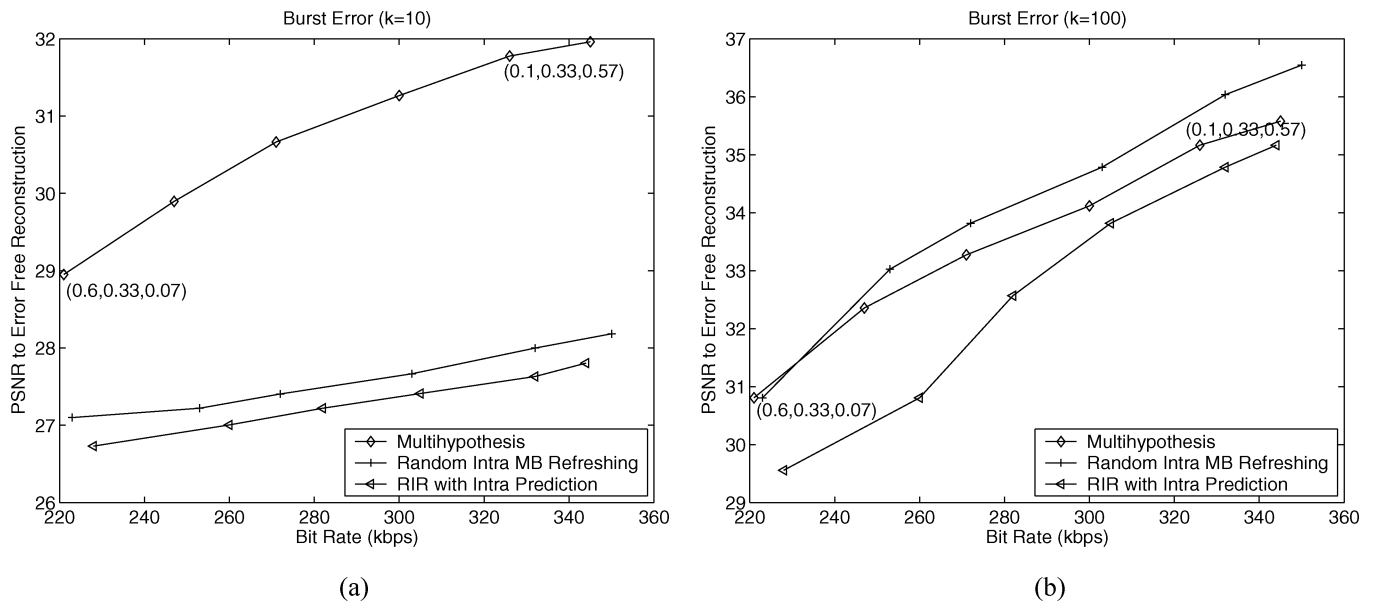 Burst Error (k=10)
32
31
30
29
28
27
26
PSNR to Error Free Reconstruction
(0.1,0.33,0.57)
(0.6,0.33,0.07)
Multihypothesis
Random Intra MB Refreshing
RIR with Intra Prediction
220 240 260 280 300 320 340 360
Bit Rate (kbps)
(a)
Burst Error (k=100)
37
36
35
34
33
32
31
30
29
PSNR to Error Free Reconstruction
(0.1,0.33,0.57)
(0.6,0.33,0.07)
Multihypothesis
Random Intra MB Refreshing
RIR with Intra Prediction
220 240 260 280 300 320 340 360
Bit Rate (kbps)
(b)